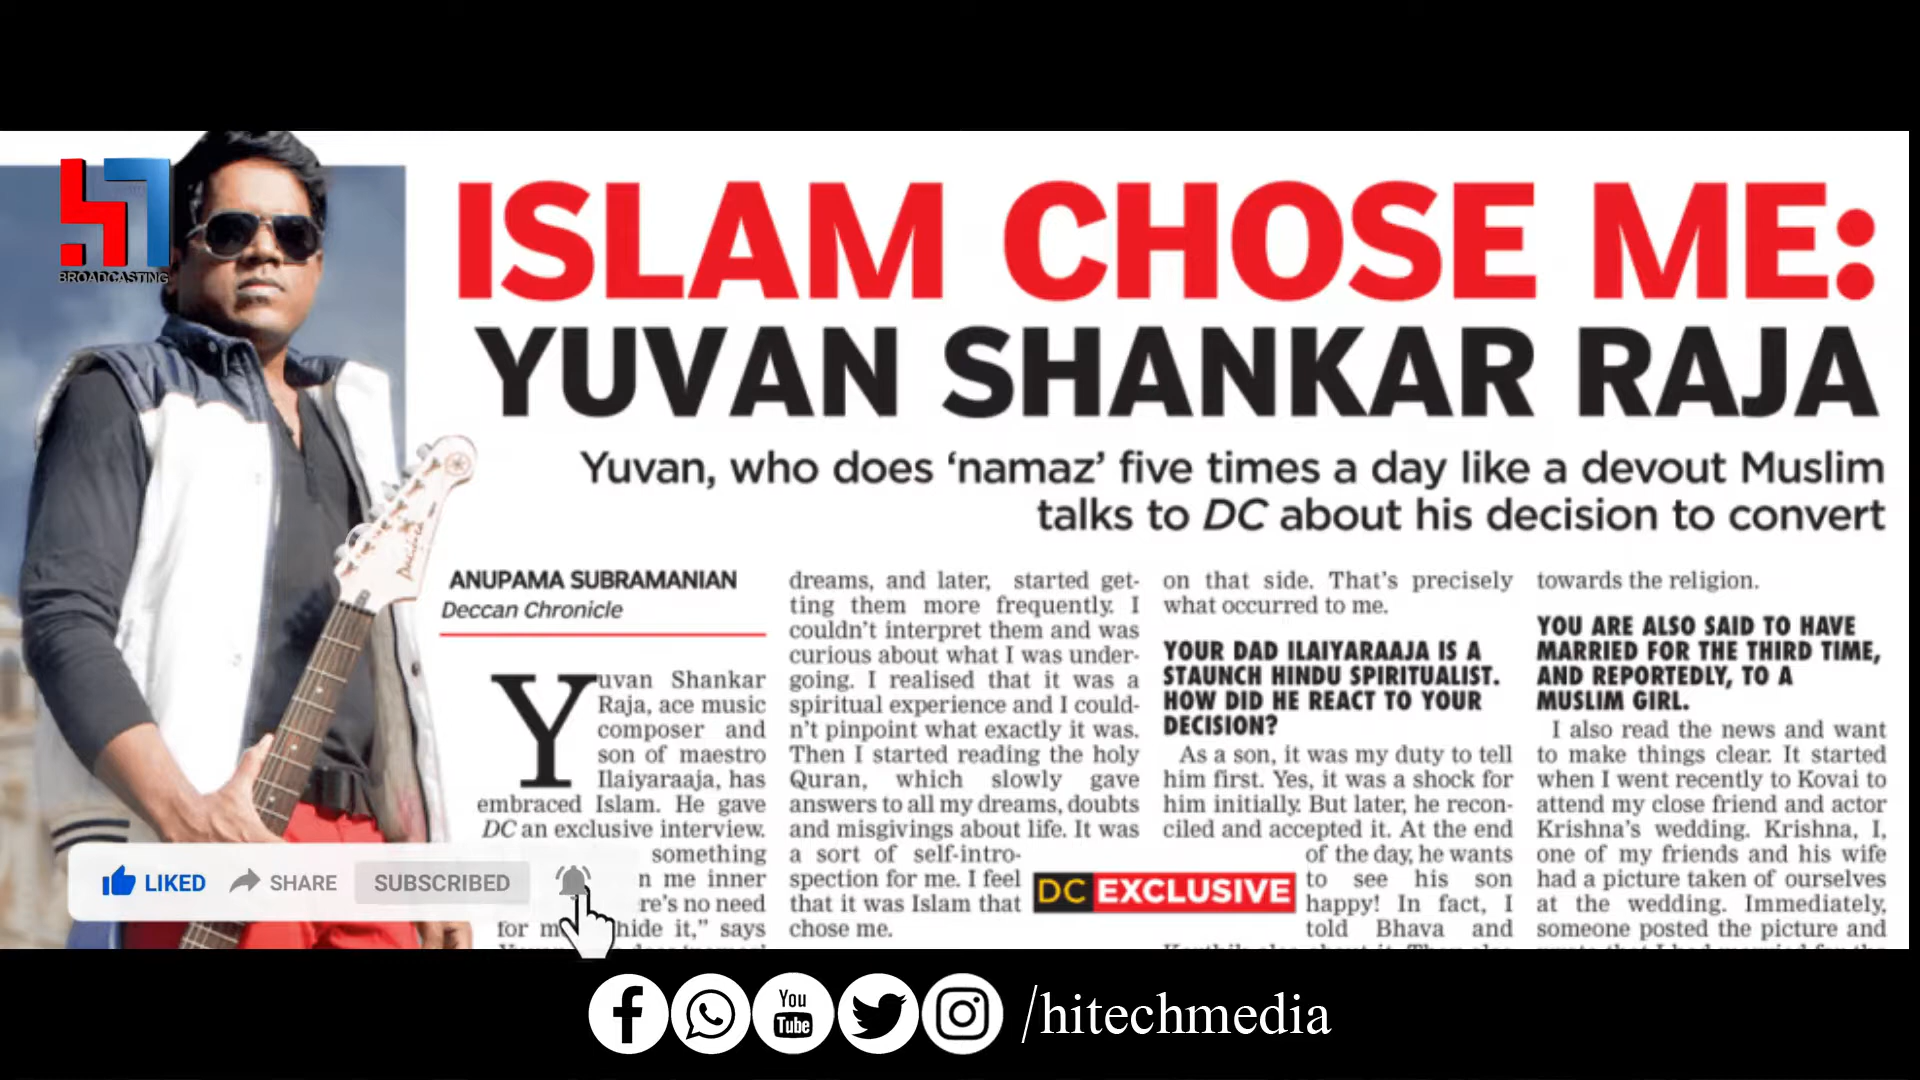 BROADCASTING
ISLAM CHOSE ME:
YUVAN SHANKAR RAJA
Yuvan, who does ‘namaz’ five times a day like a devout Muslim
talks to DC about his decision to convert
ANUPAMA SUBRAMANIAN
Deccan Chronicle
Yuvan Shankar
Raja, ace music
composer and
son of maestro
Ilaiyaraaja, has
embraced Islam. He gave
DC an exclusive interview.
something
me inner
no need
for hide it,” says
dreams, and later, started get-
ting them more frequently. I
couldn’t interpret them and was
curious about what I was under-
going. I realised that it was a
spiritual experience and I could-
n’t pinpoint what exactly it was.
Then I started reading the holy
Quran, which slowly gave
answers to all my dreams, doubts
and misgivings about life. It was
a sort of self-intro-
spection for me. I feel
that it was Islam that
chose me.
on that side. That’s precisely
what occurred to me.
YOUR DAD ILAIYARAAJA IS A
STAUNCH HINDU SPIRITUALIST.
HOW DID HE REACT TO YOUR
DECISION?
As a son, it was my duty to tell
him first. Yes, it was a shock for
him initially. But later, he recon-
ciled and accepted it. At the end
of the day, he wants
to see his son
happy! In fact, I
told Bhava and
DC EXCLUSIVE
towards the religion.
YOU ARE ALSO SAID TO HAVE
MARRIED FOR THE THIRD TIME,
AND REPORTEDLY, TO A
MUSLIM GIRL.
I also read the news and want
to make things clear. It started
when I went recently to Kovai to
attend my close friend and actor
Krishna’s wedding. Krishna, I,
one of my friends and his wife
had a picture taken of ourselves
at the wedding. Immediately,
someone posted the picture and
LIKED SHARE SUBSCRIBED
You
Tube
/hitechmedia